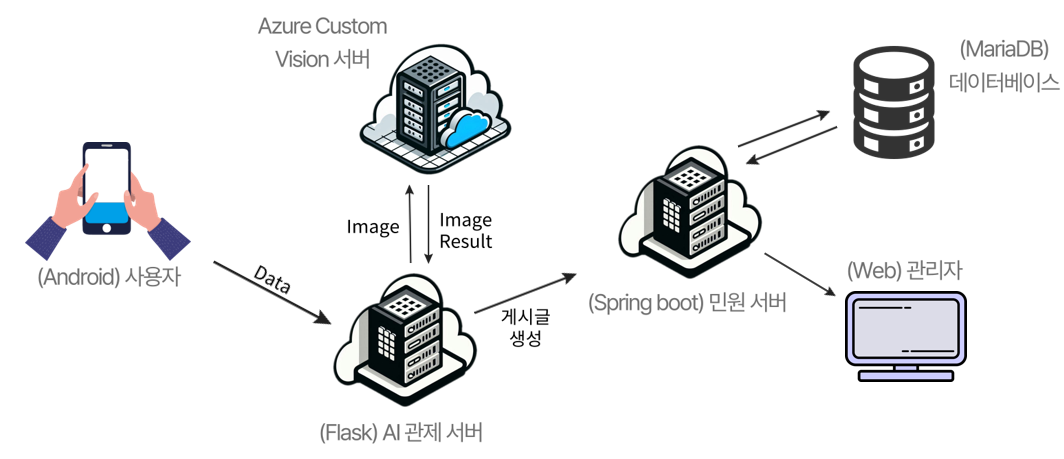 Azure Custom
Vision 서버
(MariaDB)
데이터베이스
Image
Image
Result
(Android) 사용자
Data
(Web) 관리자
(Spring boot) 민원 서버
게시글
생성
(Flask) AI 관제 서버